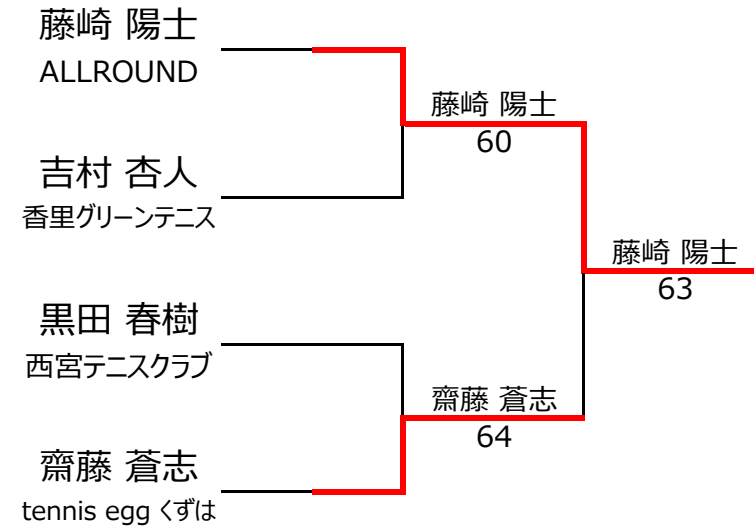 藤崎 陽士
ALLROUND
藤崎 陽士
60
吉村 杏人
香里グリーンテニス
藤崎 陽士
63
黒田 春樹
西宮テニスクラブ
齋藤 蒼志
64
齋藤 蒼志
tennis egg くずは